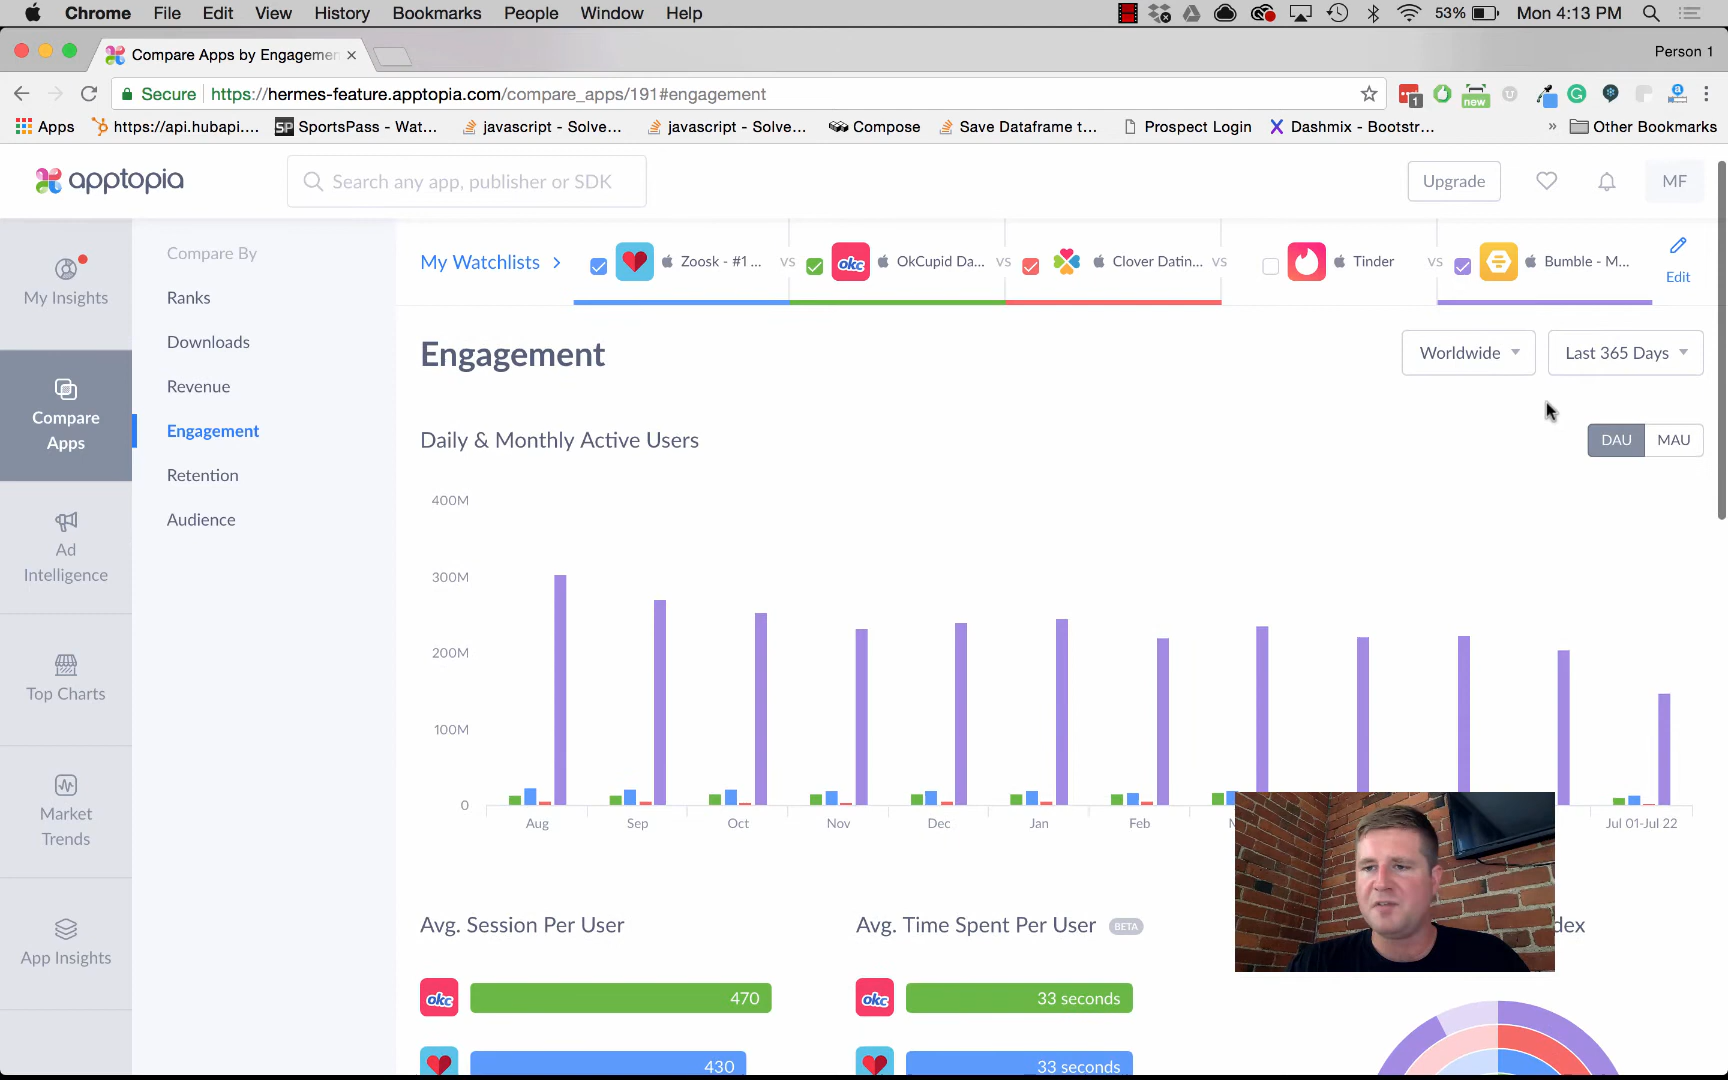 Chrome File Edit View History Bookmarks People Window Help
53% Mon 4:13 PM
Compare Apps by Engagemen
Person 1
Secure https://hermes-feature.apptopia.com/compare_apps/191#engagement
1
new
Apps https://api.hubapi.... SP SportsPass - Wat... javascript - Solve... javascript - Solve... Compose Save Dataframe t... Prospect Login Dashmix - Bootstr... » Other Bookmarks
apptopia
Search any app, publisher or SDK
Upgrade
MF
My Insights
Compare Apps
Ad Intelligence
Top Charts
Market Trends
App Insights
Compare By
Ranks
Downloads
Revenue
Engagement
Retention
Audience
My Watchlists
Zoosk - #1 ... VS okc OkCupid Da... VS Clover Datin... VS Tinder VS Bumble - M...
Edit
Engagement
Worldwide
Last 365 Days
Daily & Monthly Active Users
DAU MAU
400M
300M
200M
100M
0
Aug Sep Oct Nov Dec Jan Feb Jul 01-Jul 22
Avg. Session Per User
okc 470
430
Avg. Time Spent Per User BETA
okc 33 seconds
33 seconds
dex